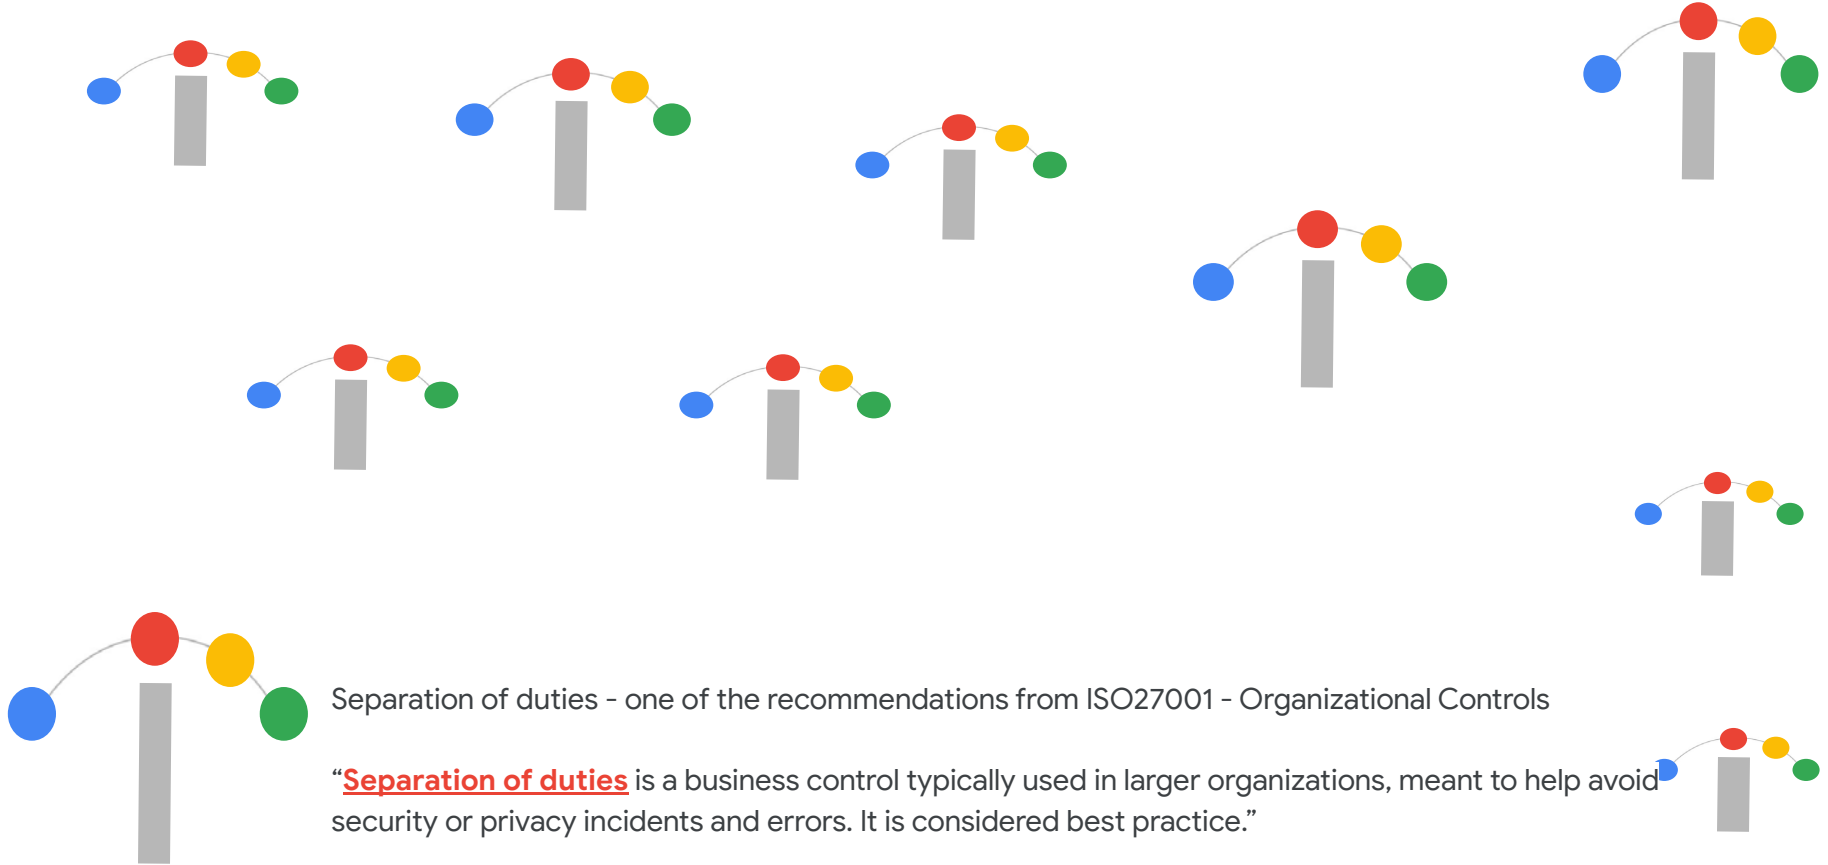 Separation of duties - one of the recommendations from ISO27001 - Organizational Controls
“Separation of duties is a business control typically used in larger organizations, meant to help avoid
security or privacy incidents and errors. It is considered best practice.”